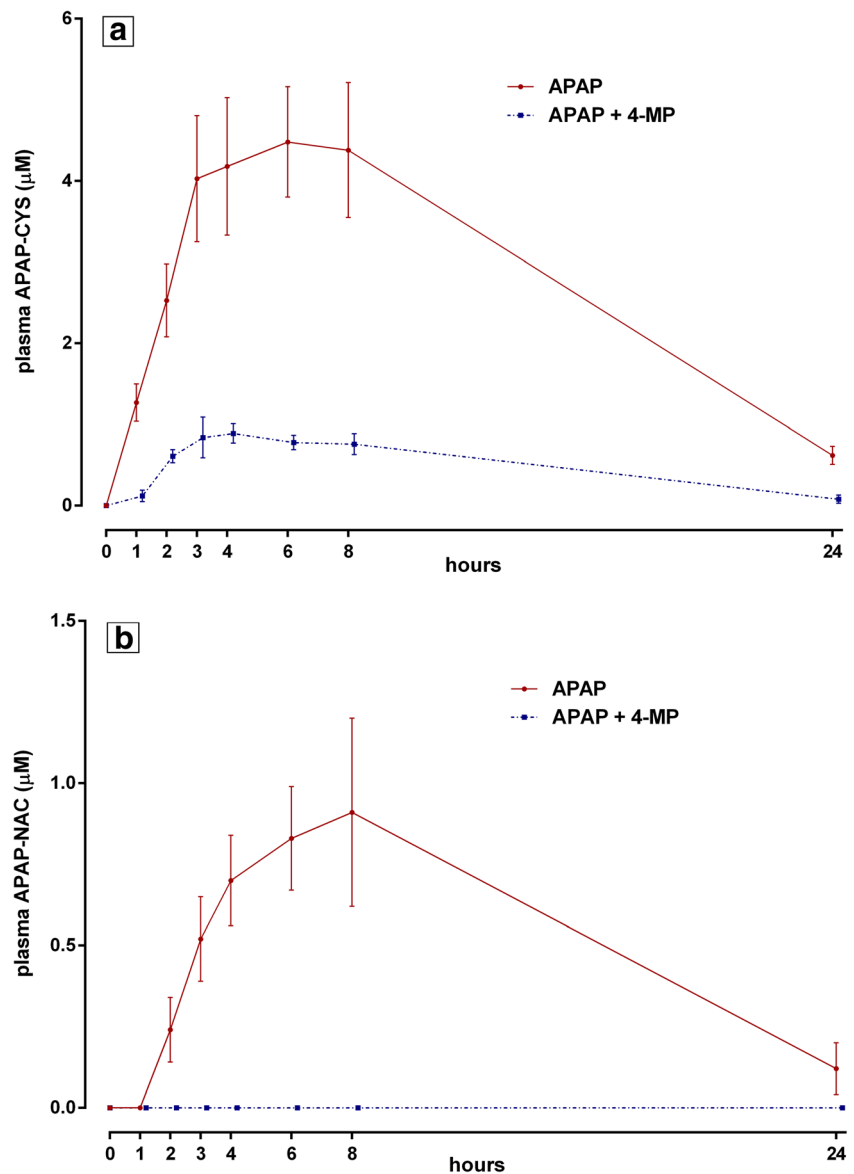 a
6
APAP
APAP + 4-MP
4
plasma APAP-CYS (μM)
2
0
0 1 2 3 4 6 8 24
hours
1.5
b
APAP
APAP + 4-MP
1.0
plasma APAP-NAC (μM)
0.5
0.0
0 1 2 3 4 6 8 24
hours